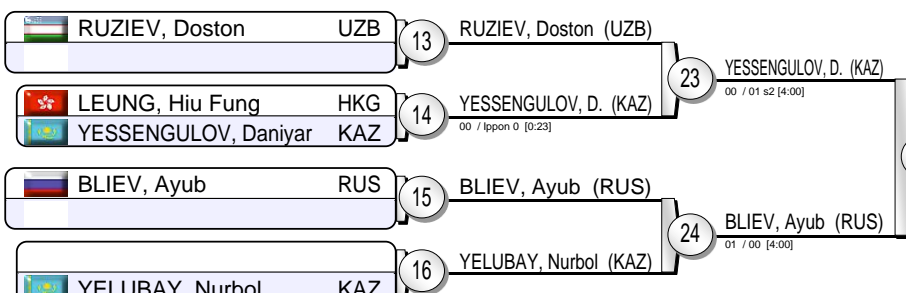 RUZIEV, Doston UZB
13
RUZIEV, Doston (UZB)
23
YESSENGULOV, D. (KAZ)
00 / 01 s2 [4:00]
LEUNG, Hiu Fung HKG
YESSENGULOV, Daniyar KAZ
14
YESSENGULOV, D. (KAZ)
00 / Ippon 0 [0:23]
BLIEV, Ayub RUS
15
BLIEV, Ayub (RUS)
24
BLIEV, Ayub (RUS)
01 / 00 [4:00]
YELUBAY, Nurbol KAZ
16
YELUBAY, Nurbol (KAZ)